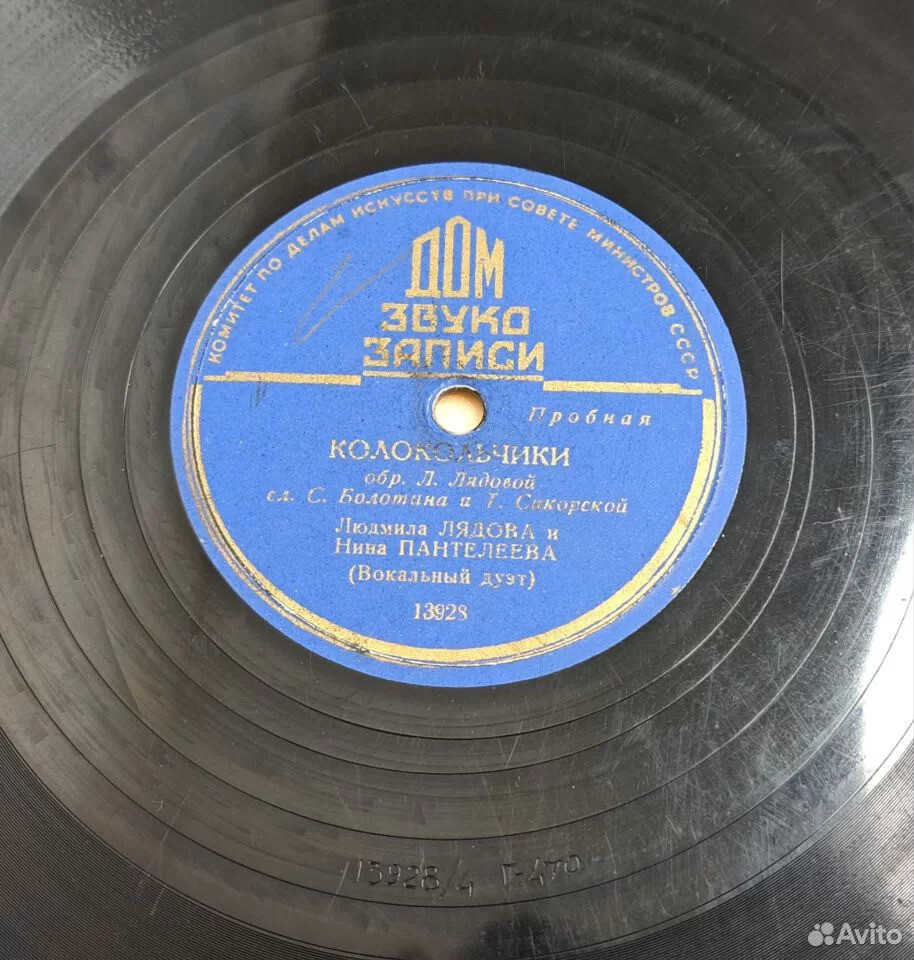 КОМИТЕТ ПО ДЕЛАМ ИСКУССТВ ПРИ СОВЕТЕ МИНИСТРОВ СССР
ДОМ
ЗВУКО
ЗАПИСИ
Пробная
КОЛОКОЛЬЧИКИ
обр. Л. Лядовой
сл. С. Болотина и Т. Сикорской
Людмила ЛЯДОВА и
Нина ПАНТЕЛЕЕВА
(Вокальный дуэт)
13928
13928/4 Г-470
Avito